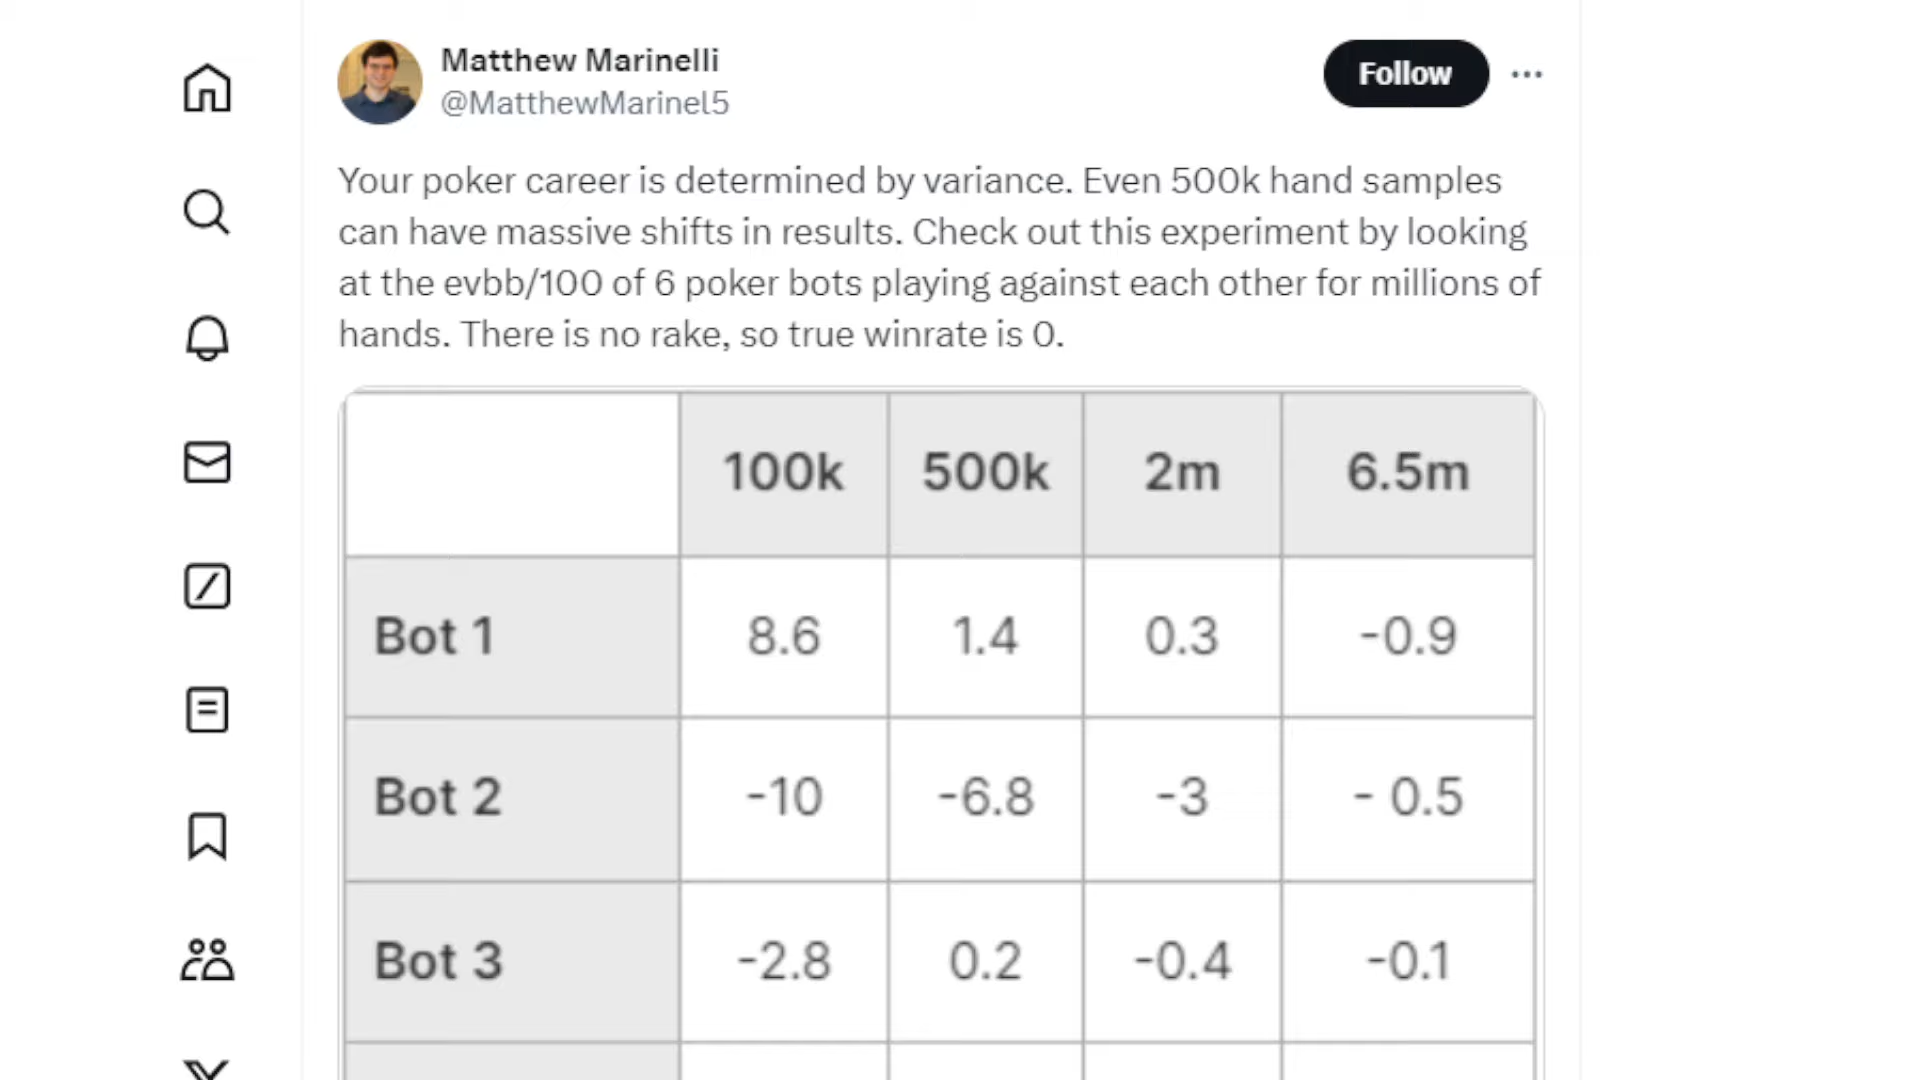 Matthew Marinelli
@MatthewMarinel5
Follow
Your poker career is determined by variance. Even 500k hand samples
can have massive shifts in results. Check out this experiment by looking
at the evbb/100 of 6 poker bots playing against each other for millions of
hands. There is no rake, so true winrate is 0.
100k 500k 2m 6.5m
Bot 1 8.6 1.4 0.3 -0.9
Bot 2 -10 -6.8 -3 - 0.5
Bot 3 -2.8 0.2 -0.4 -0.1